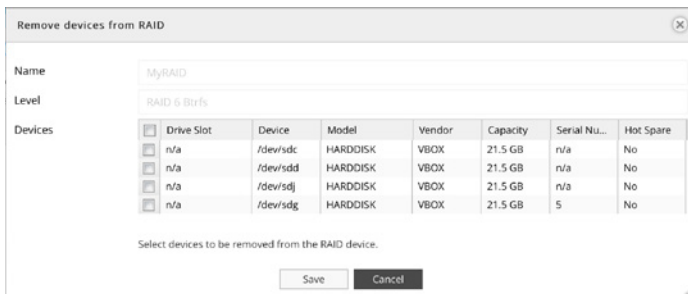 Remove devices from RAID
Name MyRAID
Level RAID 6 Btrfs
Devices Drive Slot Device Model Vendor Capacity Serial Nu... Hot Spare
n/a /dev/sdc HARDDISK VBOX 21.5 GB n/a No
n/a /dev/sdd HARDDISK VBOX 21.5 GB n/a No
n/a /dev/sdj HARDDISK VBOX 21.5 GB n/a No
n/a /dev/sdg HARDDISK VBOX 21.5 GB 5 No
Select devices to be removed from the RAID device.
Save Cancel